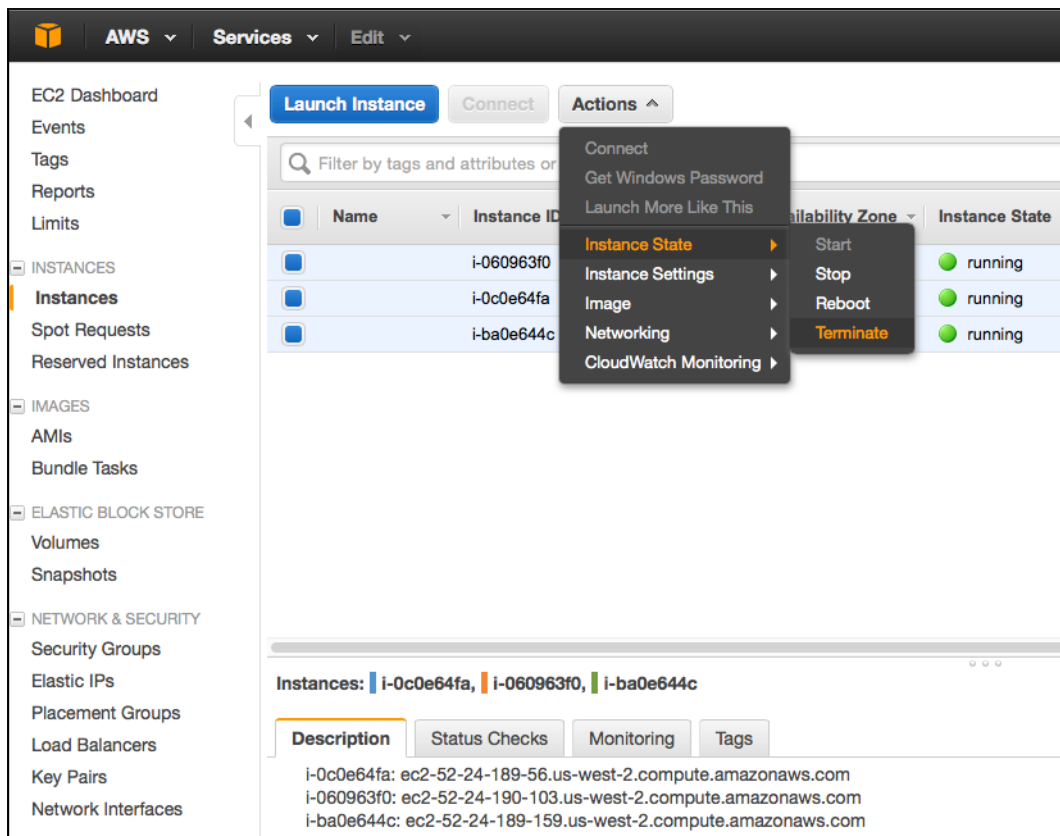 AWS Services Edit
EC2 Dashboard
Events
Tags
Reports
Limits
INSTANCES
Instances
Spot Requests
Reserved Instances
IMAGES
AMIs
Bundle Tasks
ELASTIC BLOCK STORE
Volumes
Snapshots
NETWORK & SECURITY
Security Groups
Elastic IPs
Placement Groups
Load Balancers
Key Pairs
Network Interfaces
Launch Instance Connect Actions
Filter by tags and attributes or
Name Instance ID ilability Zone Instance State
i-060963f0 running
i-0c0e64fa running
i-ba0e644c running
Connect
Get Windows Password
Launch More Like This
Instance State
Instance Settings
Image
Networking
CloudWatch Monitoring
Start
Stop
Reboot
Terminate
Instances: i-0c0e64fa, i-060963f0, i-ba0e644c
Description Status Checks Monitoring Tags
i-0c0e64fa: ec2-52-24-189-56.us-west-2.compute.amazonaws.com
i-060963f0: ec2-52-24-190-103.us-west-2.compute.amazonaws.com
i-ba0e644c: ec2-52-24-189-159.us-west-2.compute.amazonaws.com